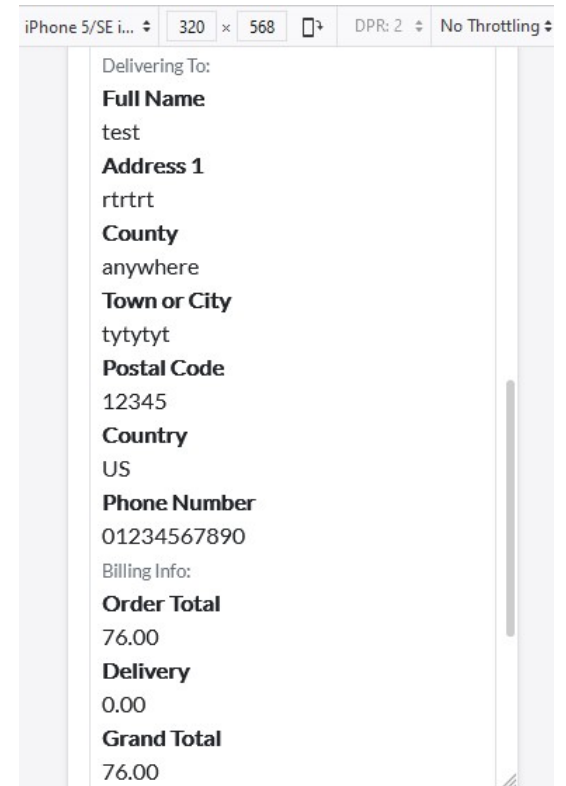 iPhone 5/SE i... 320 × 568 DPR: 2 No Throttling
Delivering To:
Full Name
test
Address 1
rtrtrt
County
anywhere
Town or City
tytytyt
Postal Code
12345
Country
US
Phone Number
01234567890
Billing Info:
Order Total
76.00
Delivery
0.00
Grand Total
76.00